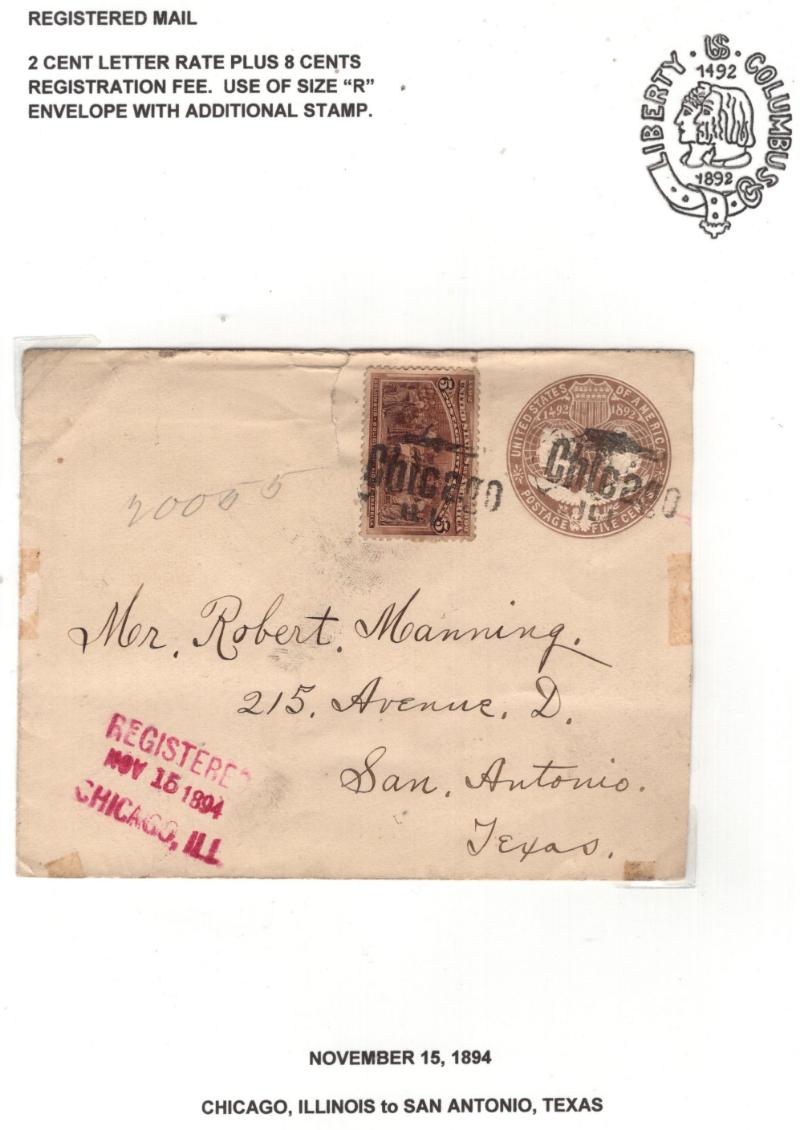 REGISTERED MAIL
2 CENT LETTER RATE PLUS 8 CENTS
REGISTRATION FEE. USE OF SIZE “R”
ENVELOPE WITH ADDITIONAL STAMP.
LIBERTY · US · COLUMBUS
1492
1892
5
5
UNITED STATES OF AMERICA
1492 1892
POSTAGE FIVE CENTS
Chicago
Chicago
20055
Mr. Robert. Manning.
215. Avenue. D.
San. Antonio.
Texas.
REGISTERED
NOV 15 1894
CHICAGO, ILL
NOVEMBER 15, 1894
CHICAGO, ILLINOIS to SAN ANTONIO, TEXAS